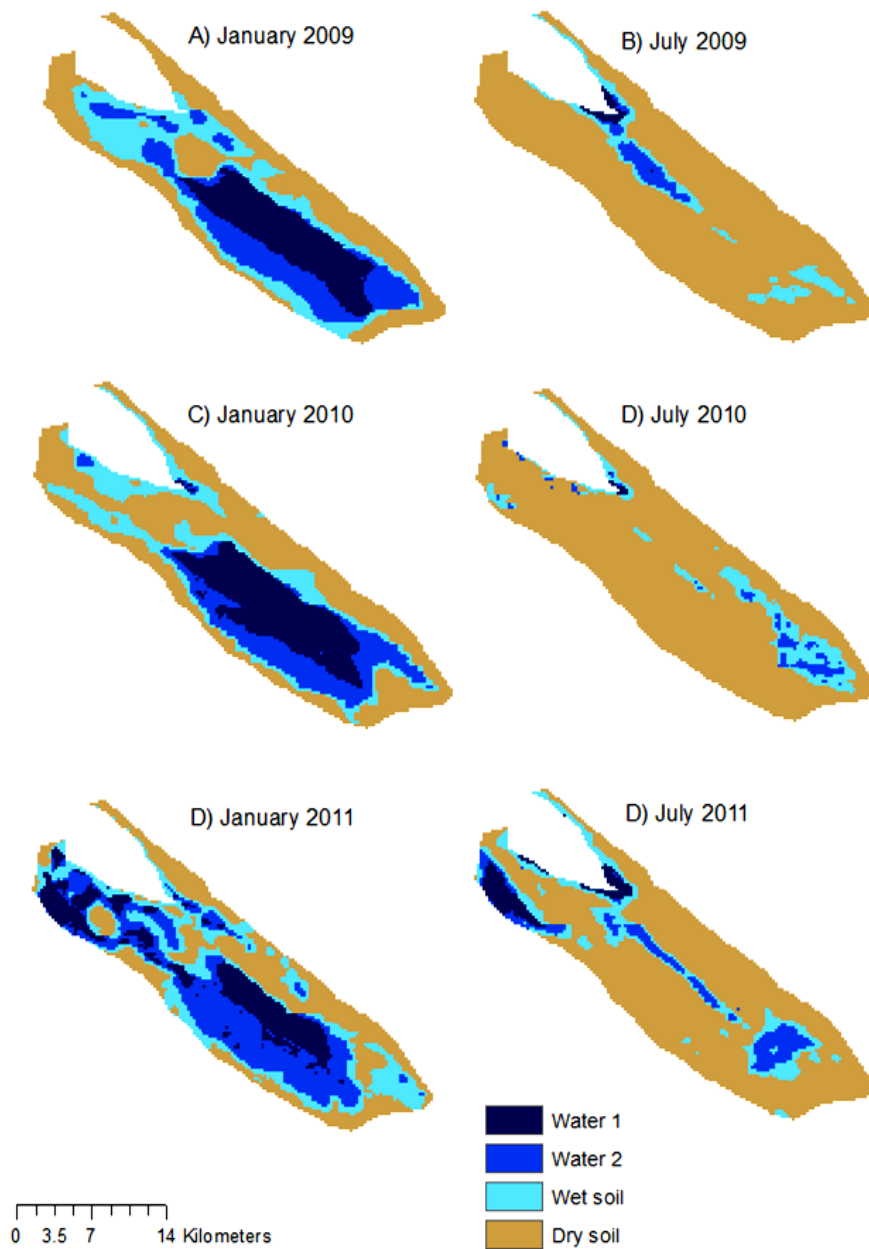 A) January 2009
B) July 2009
C) January 2010
D) July 2010
D) January 2011
D) July 2011
Water 1
Water 2
Wet soil
Dry soil
0 3.5 7 14 Kilometers